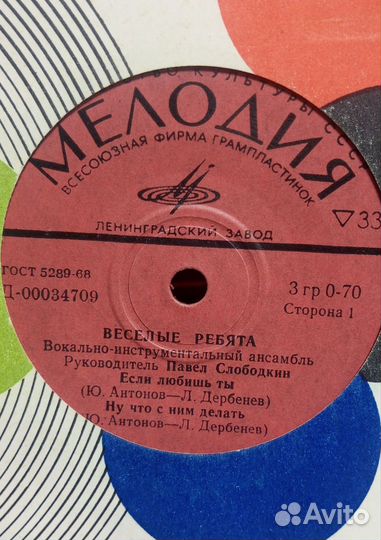 КУЛЬТУРЫ СССР
МЕЛОДИЯ
ВСЕСОЮЗНАЯ ФИРМА ГРАМПЛАСТИНОК
▽33
ЛЕНИНГРАДСКИЙ ЗАВОД
ГОСТ 5289-68
Д-00034709
3 гр 0-70
Сторона 1
ВЕСЕЛЫЕ РЕБЯТА
Вокально-инструментальный ансамбль
Руководитель Павел Слободкин
Если любишь ты
(Ю. Антонов—Л. Дербенев)
Ну что с ним делать
(Ю. Антонов—Л. Дербенев)
Avito